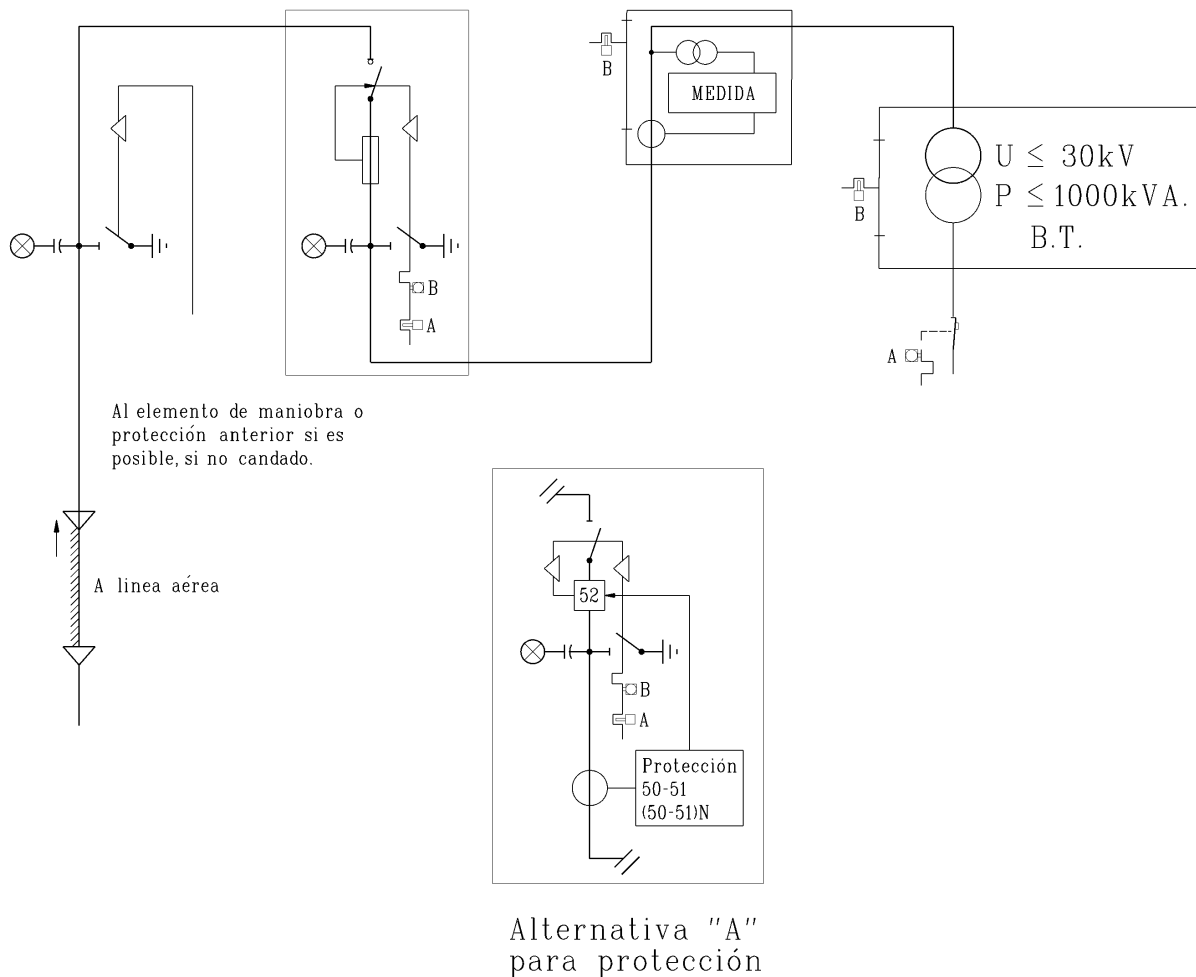 B
MEDIDA
B
U ≤ 30kV
P ≤ 1000kVA.
B.T.
B
A
A
Al elemento de maniobra o
protección anterior si es
posible, si no candado.
A linea aérea
52
B
A
Protección
50-51
(50-51)N
Alternativa "A"
para protección